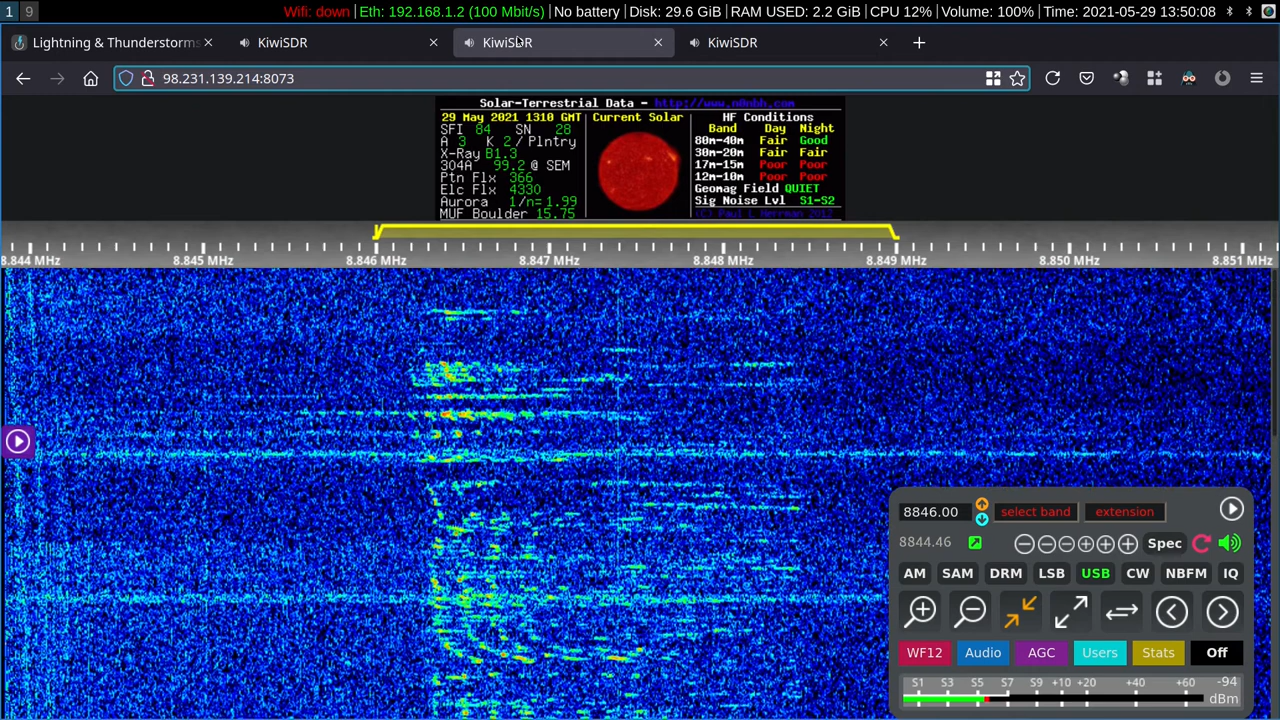 1 9 Wifi: down| Eth: 192.168.1.2 (100 Mbit/s)|No battery|Disk: 29.6 GiB|RAM USED: 2.2 GiB|CPU 12%|Volume: 100%|Time: 2021-05-29 13:50:08
Lightning & Thunderstorms KiwiSDR KiwiSDR KiwiSDR
98.231.139.214:8073
Solar-Terrestrial Data - http://www.n0nbh.com
29 May 2021 1310 GMT
SFI 84 SN 28
A 3 K 2 / Plntry
X-Ray B1.3
304A 99.2 @ SEM
Ptn Flx 366
Elc Flx 4330
Aurora 1/n= 1.99
MUF Boulder 15.75
Current Solar
HF Conditions
Band Day Night
80m-40m Fair Good
30m-20m Fair Fair
17m-15m Poor Poor
12m-10m Poor Poor
Geomag Field QUIET
Sig Noise Lvl S1-S2
(C) Paul L Herrman 2012
8.844 MHz 8.845 MHz 8.846 MHz 8.847 MHz 8.848 MHz 8.849 MHz 8.850 MHz 8.851 MHz
8846.00 select band extension
8844.46 Spec
AM SAM DRM LSB USB CW NBFM IQ
WF12 Audio AGC Users Stats Off
S1 S3 S5 S7 S9 +10 +20 +40 +60 -94
dBm